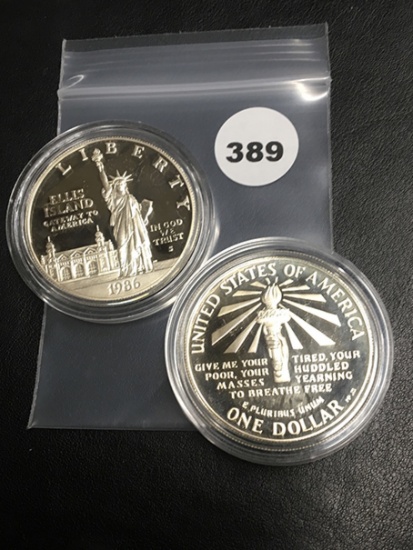 389
LIBERTY
ELLIS
ISLAND
GATEWAY TO
AMERICA
IN GOD
WE
TRUST
S
1986
UNITED STATES OF AMERICA
GIVE ME YOUR TIRED, YOUR
POOR, YOUR HUDDLED
MASSES YEARNING
TO BREATHE FREE
E PLURIBUS UNUM
ONE DOLLAR